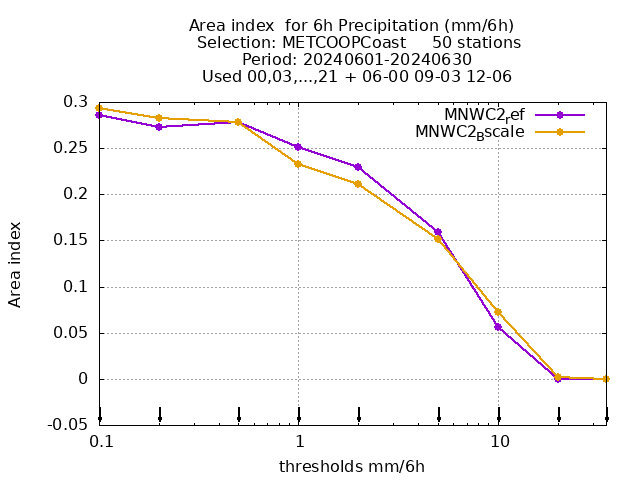 Area index  for 6h Precipitation (mm/6h)
Selection: METCOOPCoast     50 stations
Period: 20240601-20240630
Used 00,03,...,21 + 06-00 09-03 12-06
MNWC2ref
MNWC2Bscale
0.3
0.25
0.2
0.15
0.1
0.05
0
-0.05
Area index
0.1
1
10
thresholds mm/6h